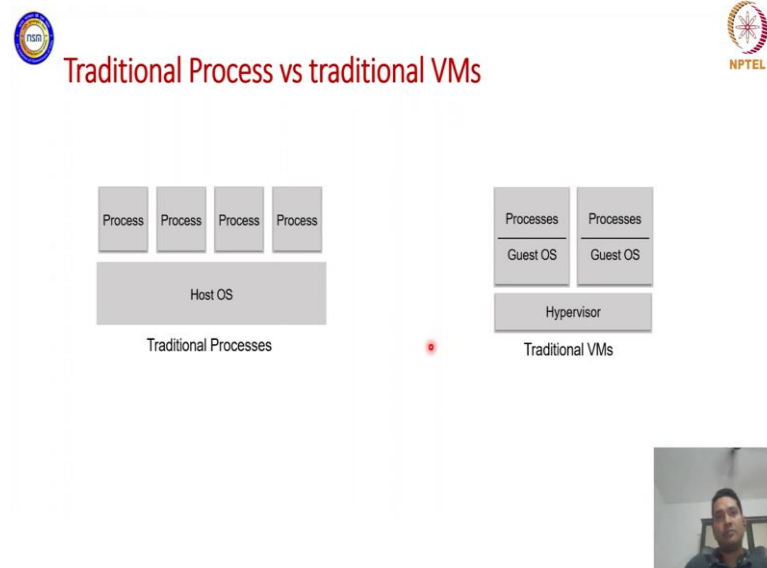 nsm
NPTEL
Traditional Process vs traditional VMs
Process Process Process Process
Host OS
Traditional Processes
Processes Processes
Guest OS Guest OS
Hypervisor
Traditional VMs